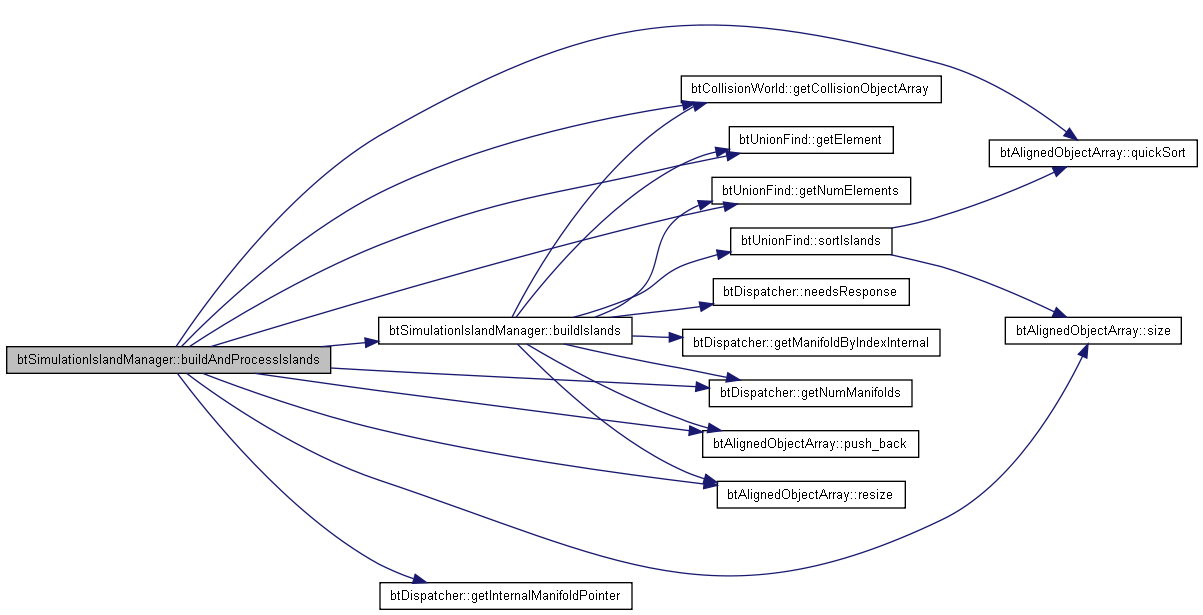 btCollisionWorld::getCollisionObjectArray
btUnionFind::getElement
btAlignedObjectArray::quickSort
btUnionFind::getNumElements
btUnionFind::sortIslands
btDispatcher::needsResponse
btSimulationIslandManager::buildIslands
btAlignedObjectArray::size
btDispatcher::getManifoldByIndexInternal
btSimulationIslandManager::buildAndProcessIslands
btDispatcher::getNumManifolds
btAlignedObjectArray::push_back
btAlignedObjectArray::resize
btDispatcher::getInternalManifoldPointer